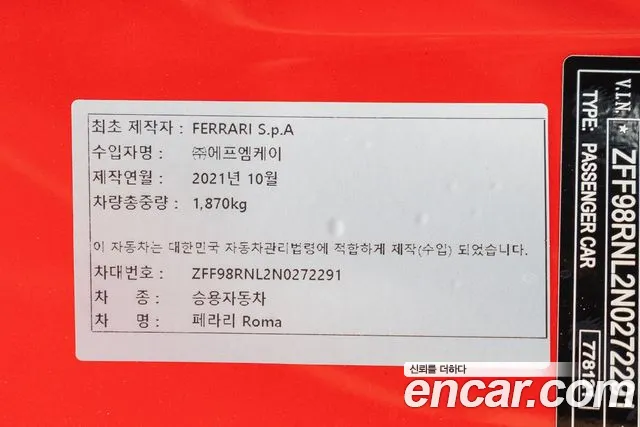 최초 제작자 : FERRARI S.p.A
수입자명 : ㈜에프엠케이
제작연월 : 2021년 10월
차량총중량 : 1,870kg
이 자동차는 대한민국 자동차관리법령에 적합하게 제작(수입) 되었습니다.
차대번호 : ZFF98RNL2N0272291
차 종 : 승용자동차
차 명 : 페라리 Roma
V.I.N. * ZFF98RNL2N02722
TYPE: PASSENGER CAR
7781
신뢰를 더하다
encar.com